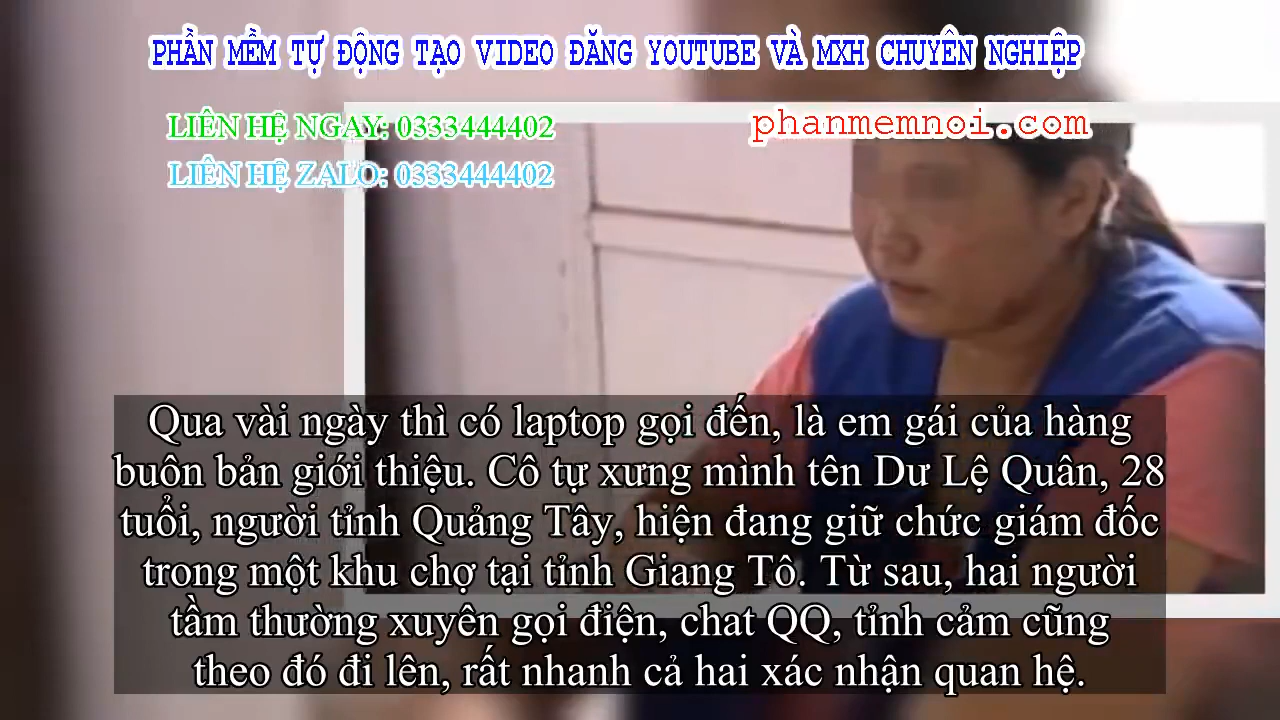 PHẦN MỀM TỰ ĐỘNG TẠO VIDEO ĐĂNG YOUTUBE VÀ MXH CHUYÊN NGHIỆP
LIÊN HỆ NGAY: 0333444402
phanmemnoi.com
LIÊN HỆ ZALO: 0333444402
Qua vài ngày thì có laptop gọi đến, là em gái của hàng
buôn bản giới thiệu. Cô tự xưng mình tên Dư Lệ Quân, 28
tuổi, người tỉnh Quảng Tây, hiện đang giữ chức giám đốc
trong một khu chợ tại tỉnh Giang Tô. Từ sau, hai người
tầm thường xuyên gọi điện, chat QQ, tỉnh cảm cũng
theo đó đi lên, rất nhanh cả hai xác nhận quan hệ.